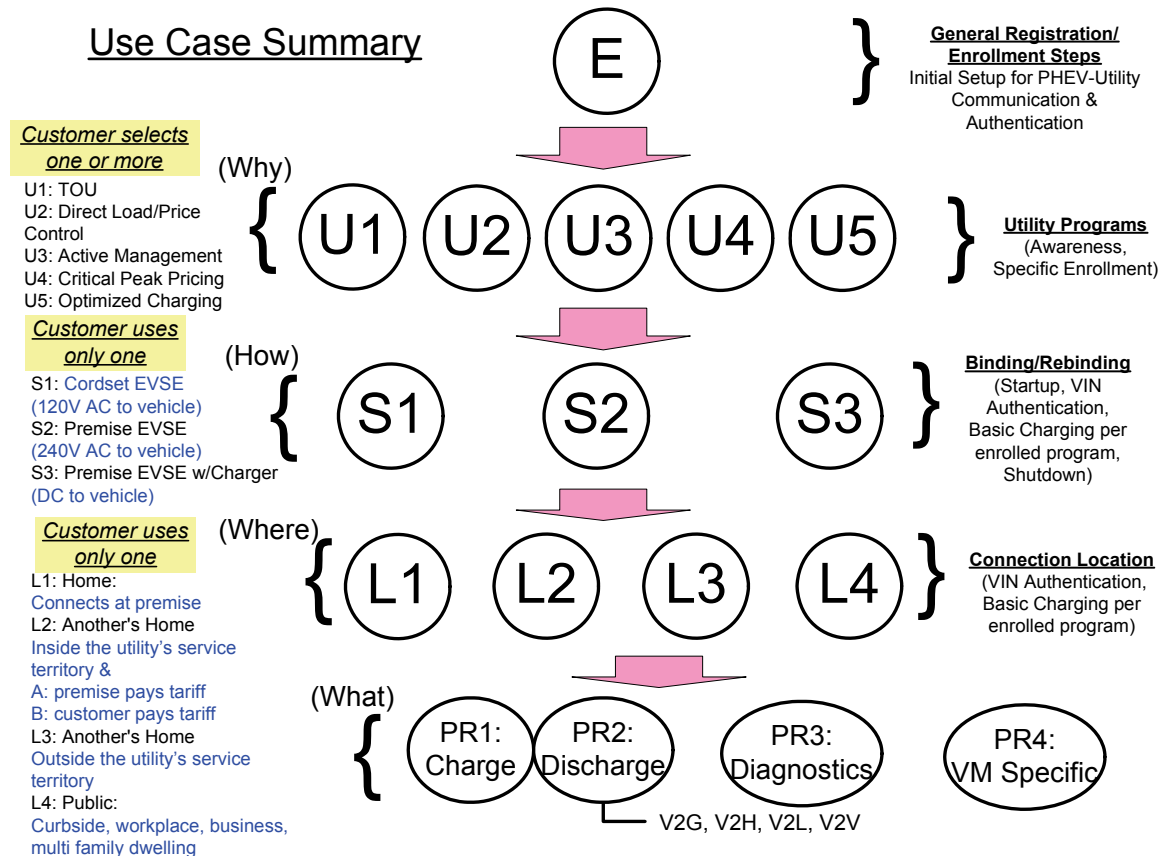 Use Case Summary
E
General Registration/
Enrollment Steps
Initial Setup for PHEV-Utility
Communication &
Authentication
Customer selects
one or more
(Why)
U1: TOU
U2: Direct Load/Price
Control
U3: Active Management
U4: Critical Peak Pricing
U5: Optimized Charging
U1
U2
U3
U4
U5
Utility Programs
(Awareness,
Specific Enrollment)
Customer uses
only one
(How)
S1: Cordset EVSE
(120V AC to vehicle)
S2: Premise EVSE
(240V AC to vehicle)
S3: Premise EVSE w/Charger
(DC to vehicle)
S1
S2
S3
Binding/Rebinding
(Startup, VIN
Authentication,
Basic Charging per
enrolled program,
Shutdown)
Customer uses
only one
(Where)
L1: Home:
Connects at premise
L2: Another's Home
Inside the utility’s service
territory &
A: premise pays tariff
B: customer pays tariff
L3: Another's Home
Outside the utility’s service
territory
L4: Public:
Curbside, workplace, business,
multi family dwelling
L1
L2
L3
L4
Connection Location
(VIN Authentication,
Basic Charging per
enrolled program)
(What)
PR1:
Charge
PR2:
Discharge
PR3:
Diagnostics
PR4:
VM Specific
V2G, V2H, V2L, V2V